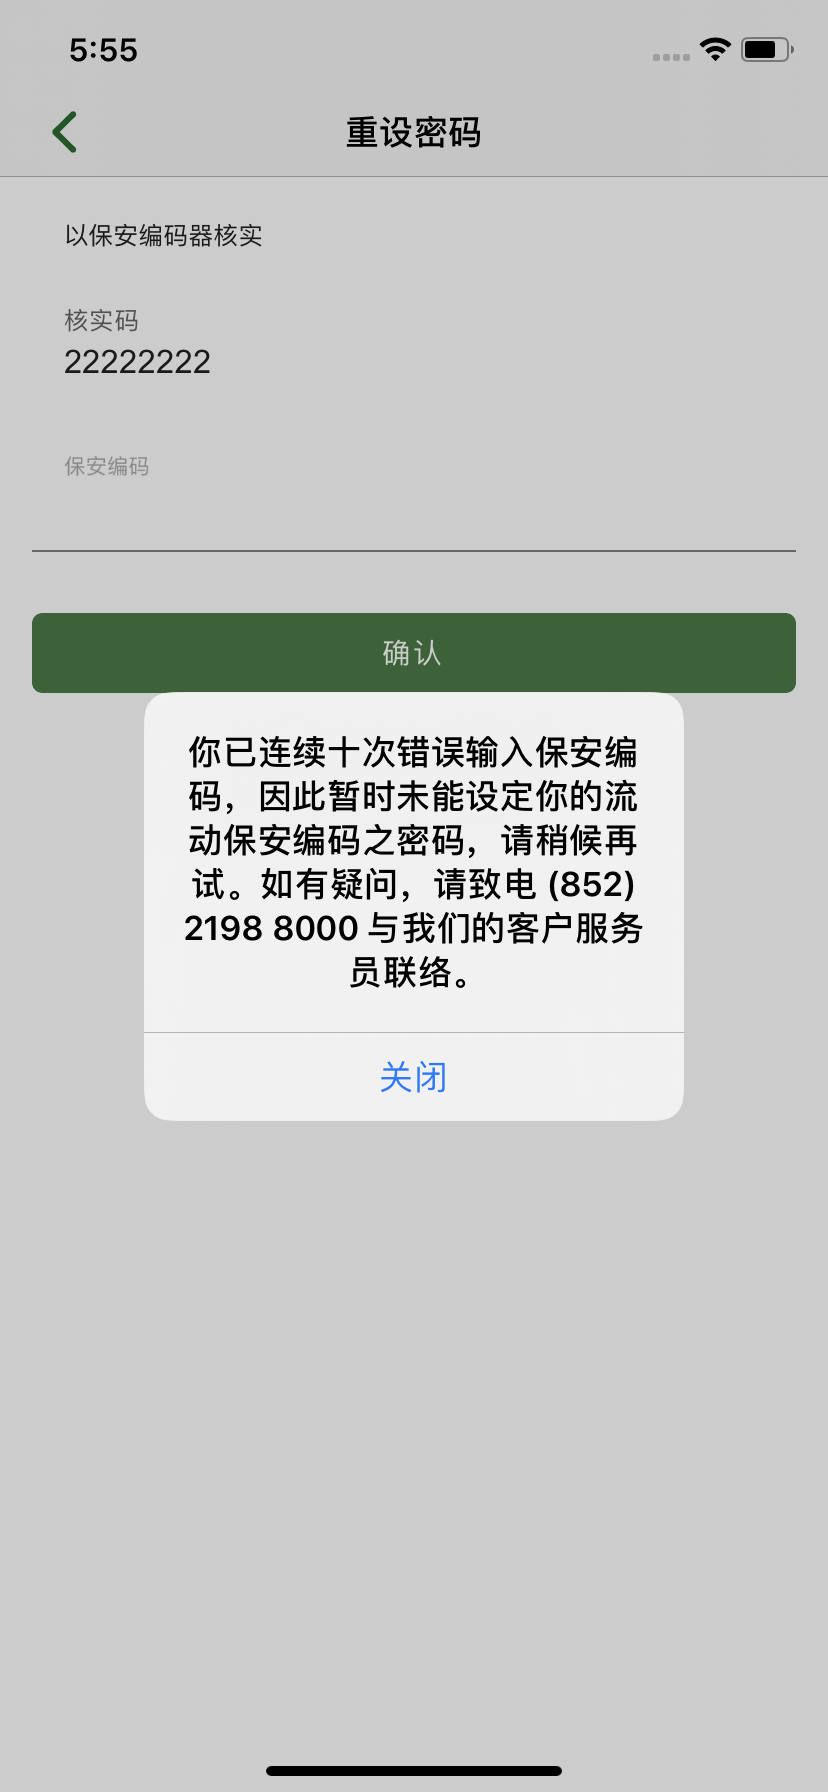 5:55
重设密码
以保安编码器核实
核实码
22222222
保安编码
确认
你已连续十次错误输入保安编
码，因此暂时未能设定你的流
动保安编码之密码，请稍候再
试。如有疑问，请致电 (852)
2198 8000 与我们的客户服务
员联络。
关闭